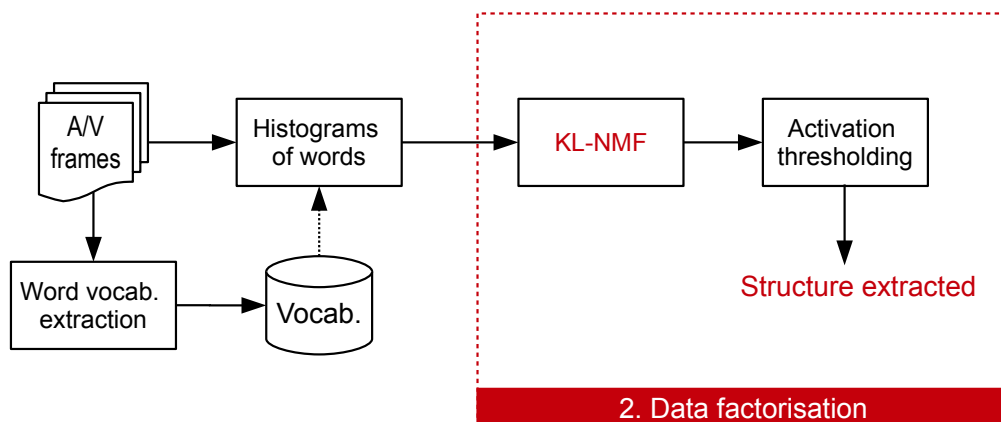 A/V
frames
Histograms
of words
KL-NMF
Activation
thresholding
Word vocab.
extraction
Vocab.
Structure extracted
2. Data factorisation